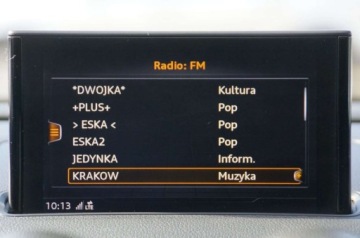 Radio: FM
*DWOJKA* Kultura
+PLUS+ Pop
> ESKA < Pop
ESKA2 Pop
JEDYNKA Inform.
KRAKOW Muzyka
10:13